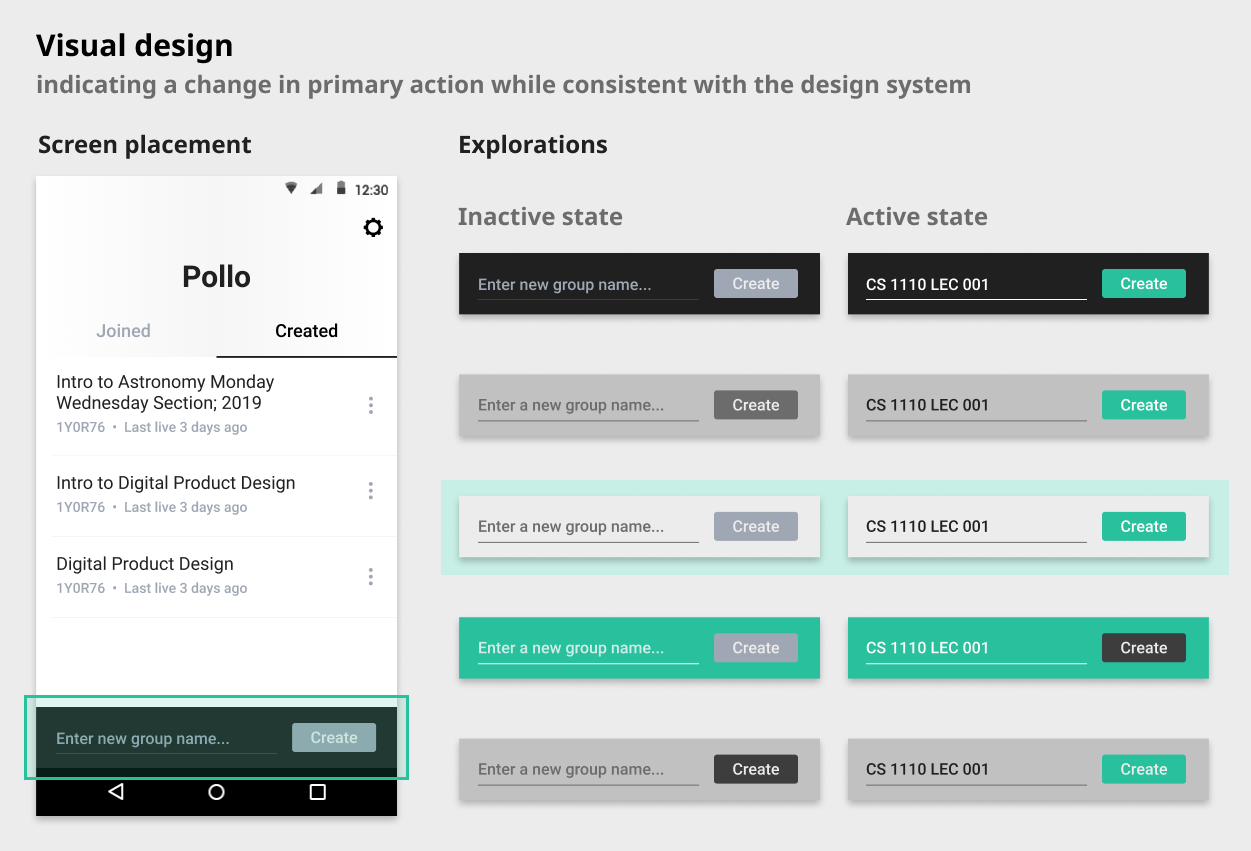 Visual design
indicating a change in primary action while consistent with the design system
Screen placement
12:30
Pollo
Joined
Created
Intro to Astronomy Monday
Wednesday Section; 2019
1Y0R76 • Last live 3 days ago
Intro to Digital Product Design
1Y0R76 • Last live 3 days ago
Digital Product Design
1Y0R76 • Last live 3 days ago
Enter new group name...
Create
Explorations
Inactive state
Active state
Enter new group name...
Create
CS 1110 LEC 001
Create
Enter a new group name...
Create
CS 1110 LEC 001
Create
Enter a new group name...
Create
CS 1110 LEC 001
Create
Enter a new group name...
Create
CS 1110 LEC 001
Create
Enter a new group name...
Create
CS 1110 LEC 001
Create